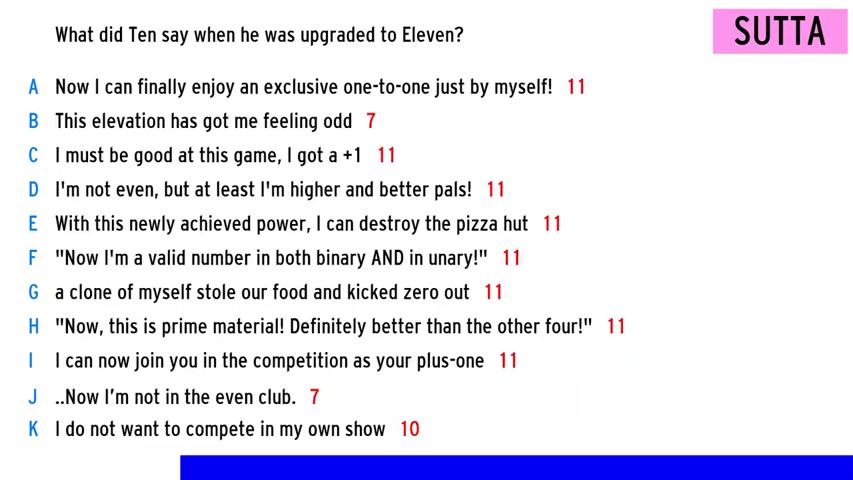 What did Ten say when he was upgraded to Eleven?
SUTTA
A Now I can finally enjoy an exclusive one-to-one just by myself! 11
B This elevation has got me feeling odd 7
C I must be good at this game, I got a +1 11
D I'm not even, but at least I'm higher and better pals! 11
E With this newly achieved power, I can destroy the pizza hut 11
F "Now I'm a valid number in both binary AND in unary!" 11
G a clone of myself stole our food and kicked zero out 11
H "Now, this is prime material! Definitely better than the other four!" 11
I I can now join you in the competition as your plus-one 11
J ..Now I’m not in the even club. 7
K I do not want to compete in my own show 10